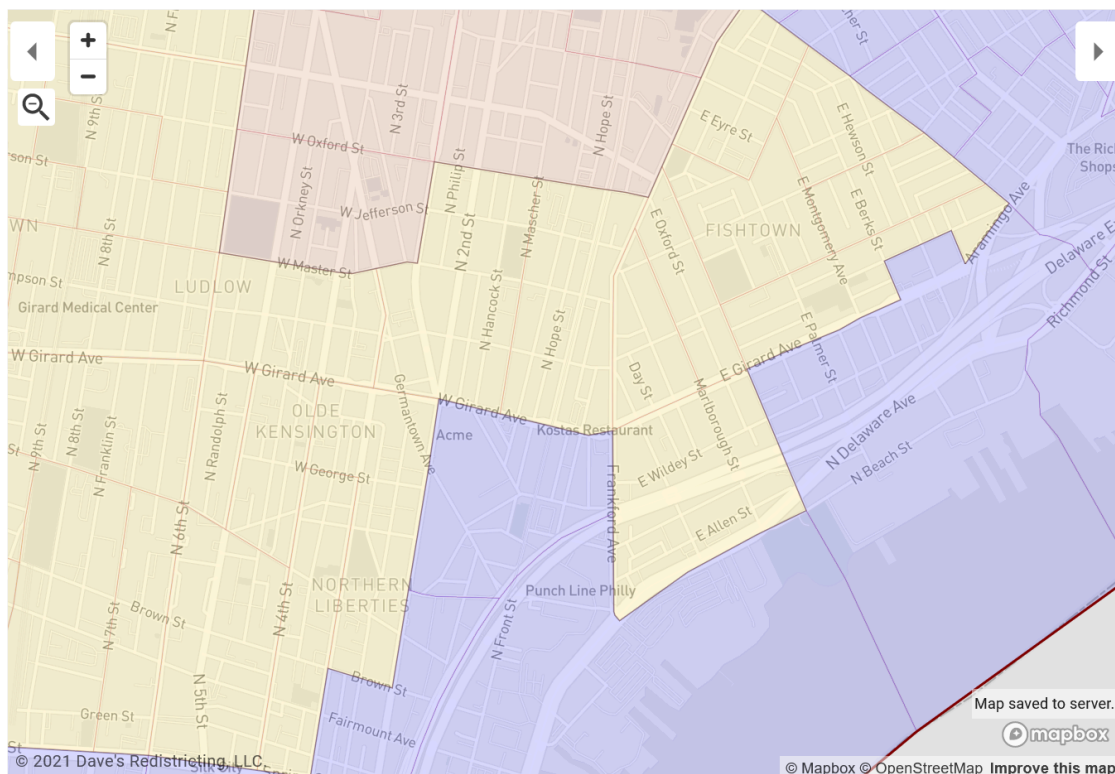 +
−
N 9th St
N 3rd St
W Oxford St
N Philip St
N Hope St
E Eyre St
E Hewson St
The Rich
Shops
N Orkney St
W Jefferson St
N 2nd St
N Mascher St
E Oxford St
FISHTOWN
E Montgomery Ave
E Berks St
Aramingo Ave
Delaware E
Richmond St
WN
N 8th St
W Master St
LUDLOW
mpson St
Girard Medical Center
N Hancock St
N Hope St
E Palmer St
W Girard Ave
W Girard Ave
E Girard Ave
Day St
Marlborough St
Germantown Ave
W Girard Ave
OLDE
KENSINGTON
Acme
Kostas Restaurant
N Delaware Ave
N Beach St
N 9th St
N 8th St
N Franklin St
N Randolph St
W George St
E Wildey St
Frankford Ave
N 6th St
E Allen St
NORTHERN
LIBERTIES
Punch Line Philly
N 7th St
Brown St
N 4th St
N Front St
N 5th St
Brown St
Green St
Fairmount Ave
Map saved to server.
mapbox
© 2021 Dave's Redistricting, LLC.
Silk City
© Mapbox © OpenStreetMap Improve this map